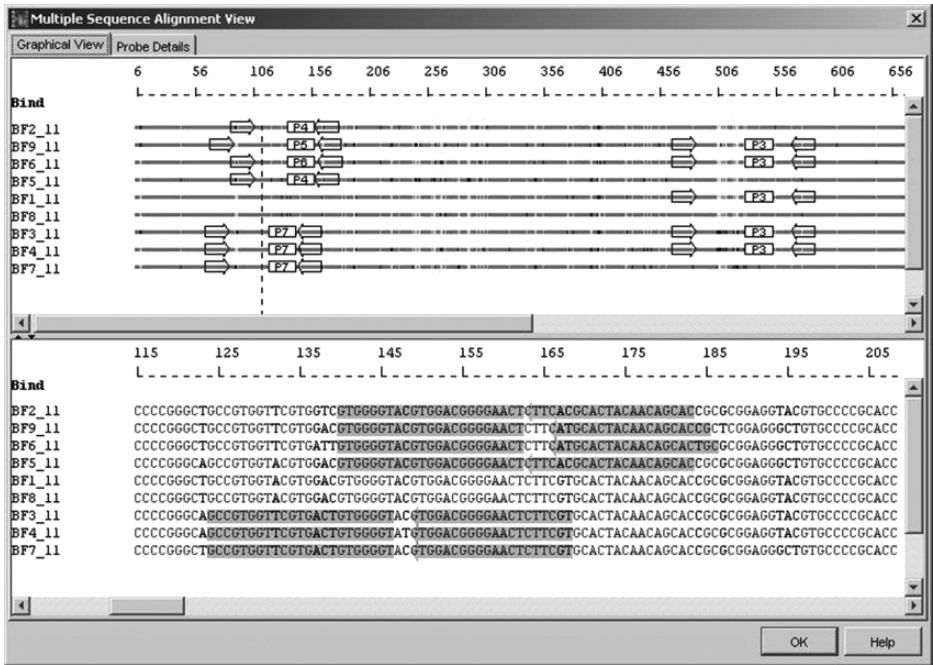 Multiple Sequence Alignment View
Graphical View Probe Details
6 56 106 156 206 256 306 356 406 456 506 556 606 656
Bind
BF2_11 P4
BF9_11 P5 P3
BF6_11 P6 P3
BF5_11 P4
BF1_11 P3
BF8_11
BF3_11 P7 P3
BF4_11 P7 P3
BF7_11 P7
115 125 135 145 155 165 175 185 195 205
Bind
BF2_11 CCCCGGGCTGCCGTGGTTCGTGGTCGTGGGGTACGTGGACGGGGAACTCTTCACGCACTACAACAGCACCGCGCGGAGGTACGTGCCCCGCACC
BF9_11 CCCCGGGCTGCCGTGGTTCGTGGACGTGGGGTACGTGGACGGGGAACTCTTCATGCACTACAACAGCACCGCTCGGAGGGCTGTGCCCCGCACC
BF6_11 CCCCGGGCTGCCGTGGTTCGTGATTGTGGGGTACGTGGACGGGGAACTCTTCATGCACTACAACAGCACTGCGCGGAGGGCTGTGCCCCGCACC
BF5_11 CCCCGGGCAGCCGTGGTACGTGGACGTGGGGTACGTGGACGGGGAACTCTTCACGCACTACAACAGCACCGCGCGGAGGTACGTGCCCCGCACC
BF1_11 CCCCGGGCTGCCGTGGTACGTGGACGTGGGGTACGTGGACGGGGAACTCTTCGTGCACTACAACAGCACCGCGCGGAGGTACGTGCCCCGCACC
BF8_11 CCCCGGGCTGCCGTGGTACGTGGACGTGGGGTACGTGGACGGGGAACTCTTCGTGCACTACAACAGCACCGCGCGGAGGTACGTGCCCCGCACC
BF3_11 CCCCGGGCAGCCGTGGTTCGTGACTGTGGGGTACGTGGACGGGGAACTCTTCGTGCACTACAACAGCACCGCGCGGAGGTACGTGCCCCGCACC
BF4_11 CCCCGGGCAGCCGTGGTTCGTGACTGTGGGGTATGTGGACGGGGAACTCTTCGTGCACTACAACAGCACCGCGCGGAGGTACGTGCCCCGCACC
BF7_11 CCCCGGGCTGCCGTGGTTCGTGACTGTGGGGTACGTGGACGGGGAACTCTTCGTGCACTACAACAGCACCGCGCGGAGGGCTGTGCCCCGCACC
OK Help